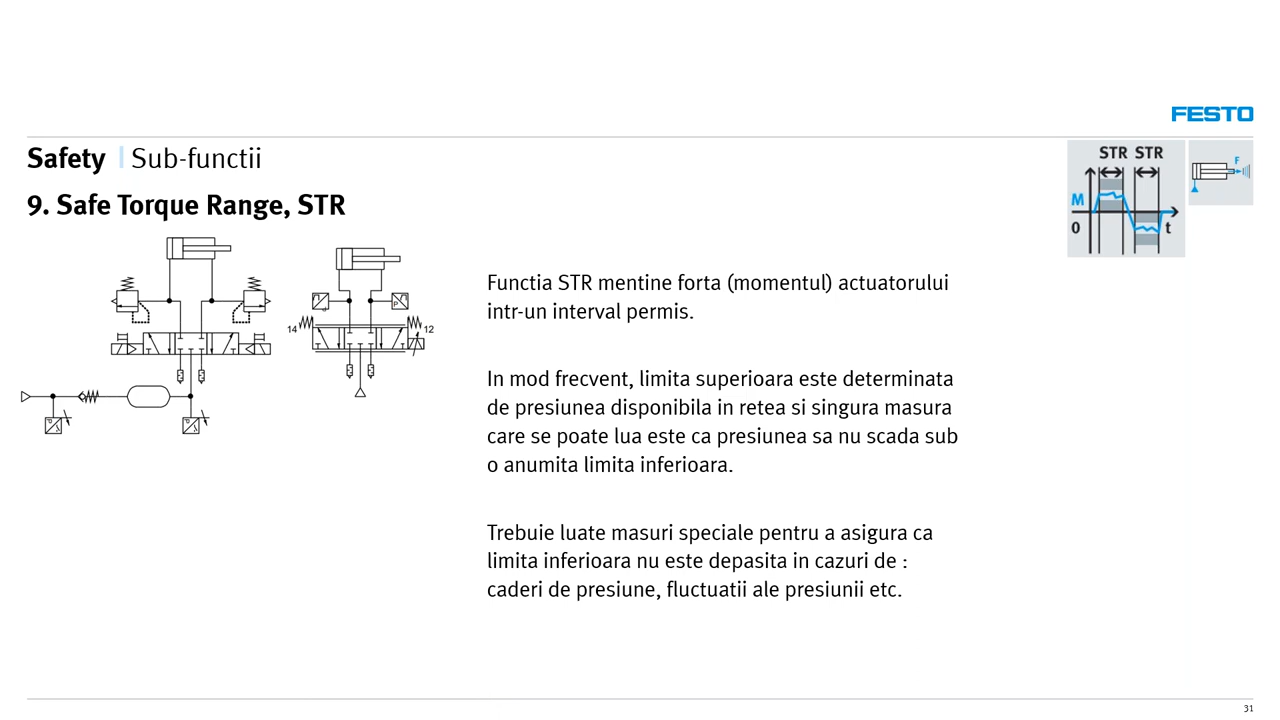 FESTO
Safety | Sub-functii
9. Safe Torque Range, STR
STR STR
M
0
t
F
14
12
Functia STR mentine forta (momentul) actuatorului
intr-un interval permis.
In mod frecvent, limita superioara este determinata
de presiunea disponibila in retea si singura masura
care se poate lua este ca presiunea sa nu scada sub
o anumita limita inferioara.
Trebuie luate masuri speciale pentru a asigura ca
limita inferioara nu este depasita in cazuri de :
caderi de presiune, fluctuatii ale presiunii etc.
31